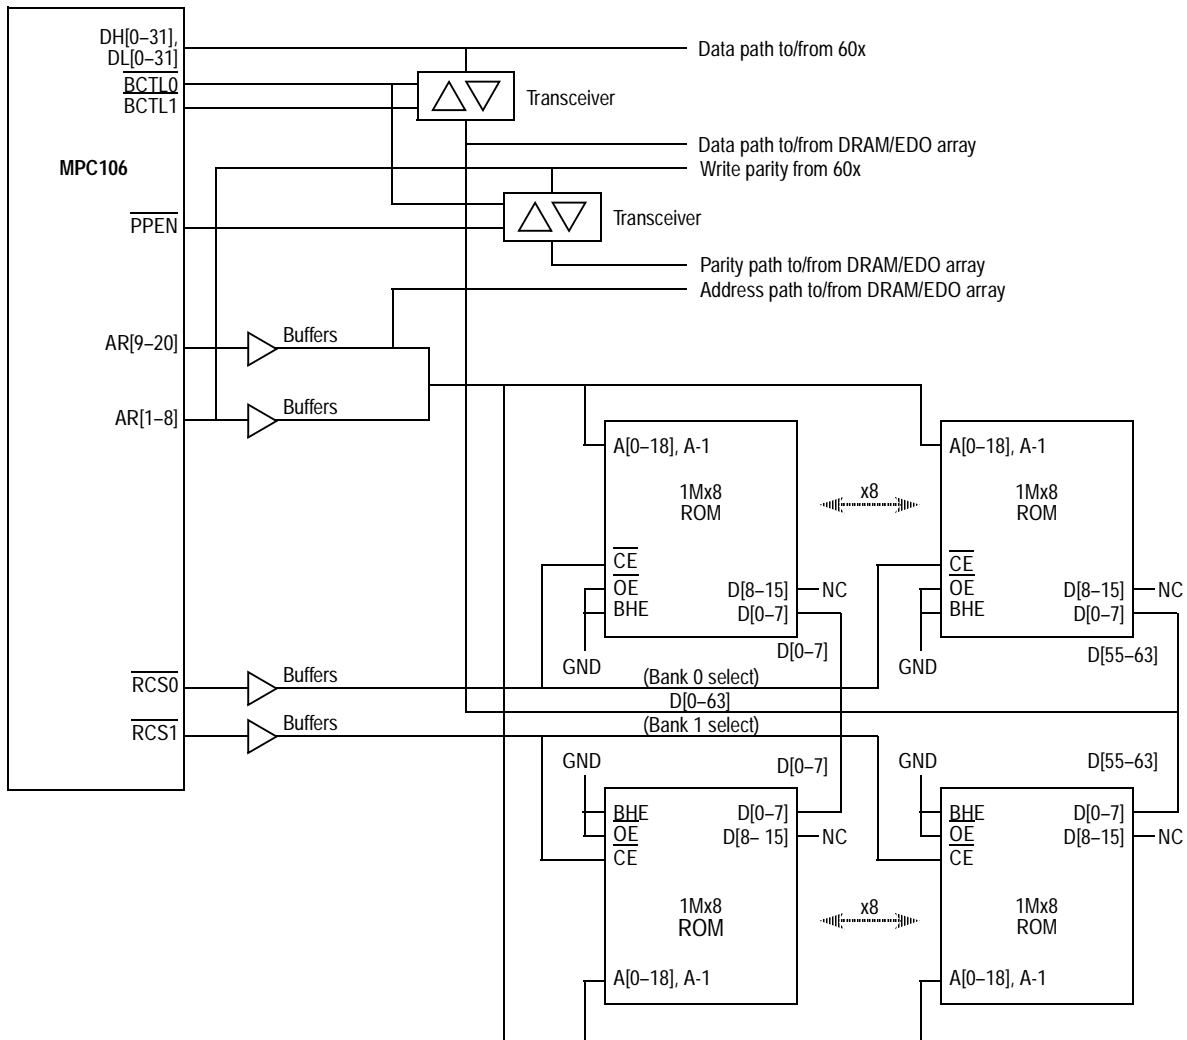 DH[0–31],
DL[0–31]
BCTL0
BCTL1
MPC106
PPEN
AR[9–20]
AR[1–8]
RCS0
RCS1
Data path to/from 60x
Transceiver
Data path to/from DRAM/EDO array
Write parity from 60x
Transceiver
Parity path to/from DRAM/EDO array
Address path to/from DRAM/EDO array
Buffers
Buffers
A[0–18], A-1
1Mx8
ROM
CE
OE
BHE
D[8–15]
D[0–7]
NC
GND
D[0–7]
x8
A[0–18], A-1
1Mx8
ROM
CE
OE
BHE
D[8–15]
D[0–7]
NC
GND
D[55–63]
Buffers
(Bank 0 select)
D[0–63]
Buffers
(Bank 1 select)
GND
D[0–7]
BHE
OE
CE
D[0–7]
D[8– 15]
NC
1Mx8
ROM
A[0–18], A-1
x8
GND
D[55–63]
BHE
OE
CE
D[0–7]
D[8–15]
NC
1Mx8
ROM
A[0–18], A-1